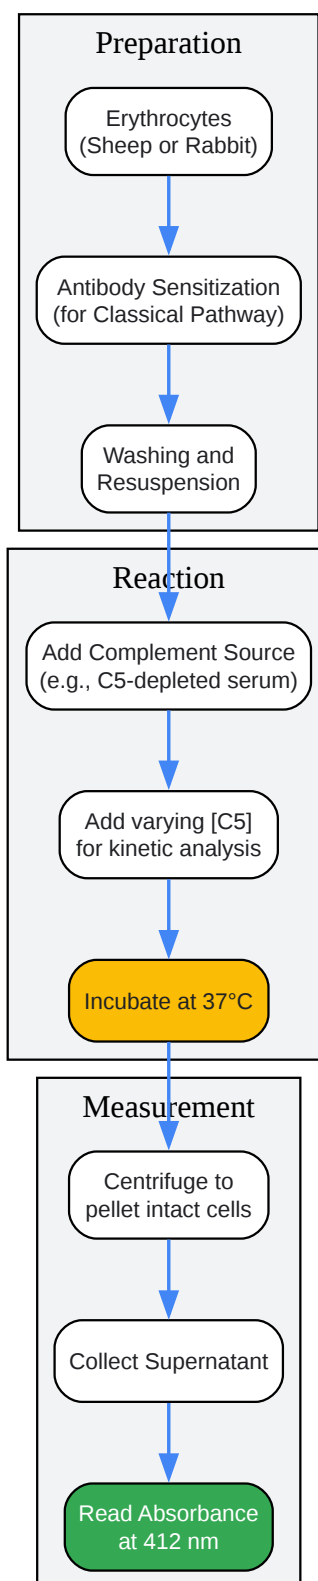 Preparation
Erythrocytes
(Sheep or Rabbit)
Antibody Sensitization
(for Classical Pathway)
Washing and
Resuspension
Reaction
Add Complement Source
(e.g., C5-depleted serum)
Add varying [C5]
for kinetic analysis
Incubate at 37°C
Measurement
Centrifuge to
pellet intact cells
Collect Supernatant
Read Absorbance
at 412 nm